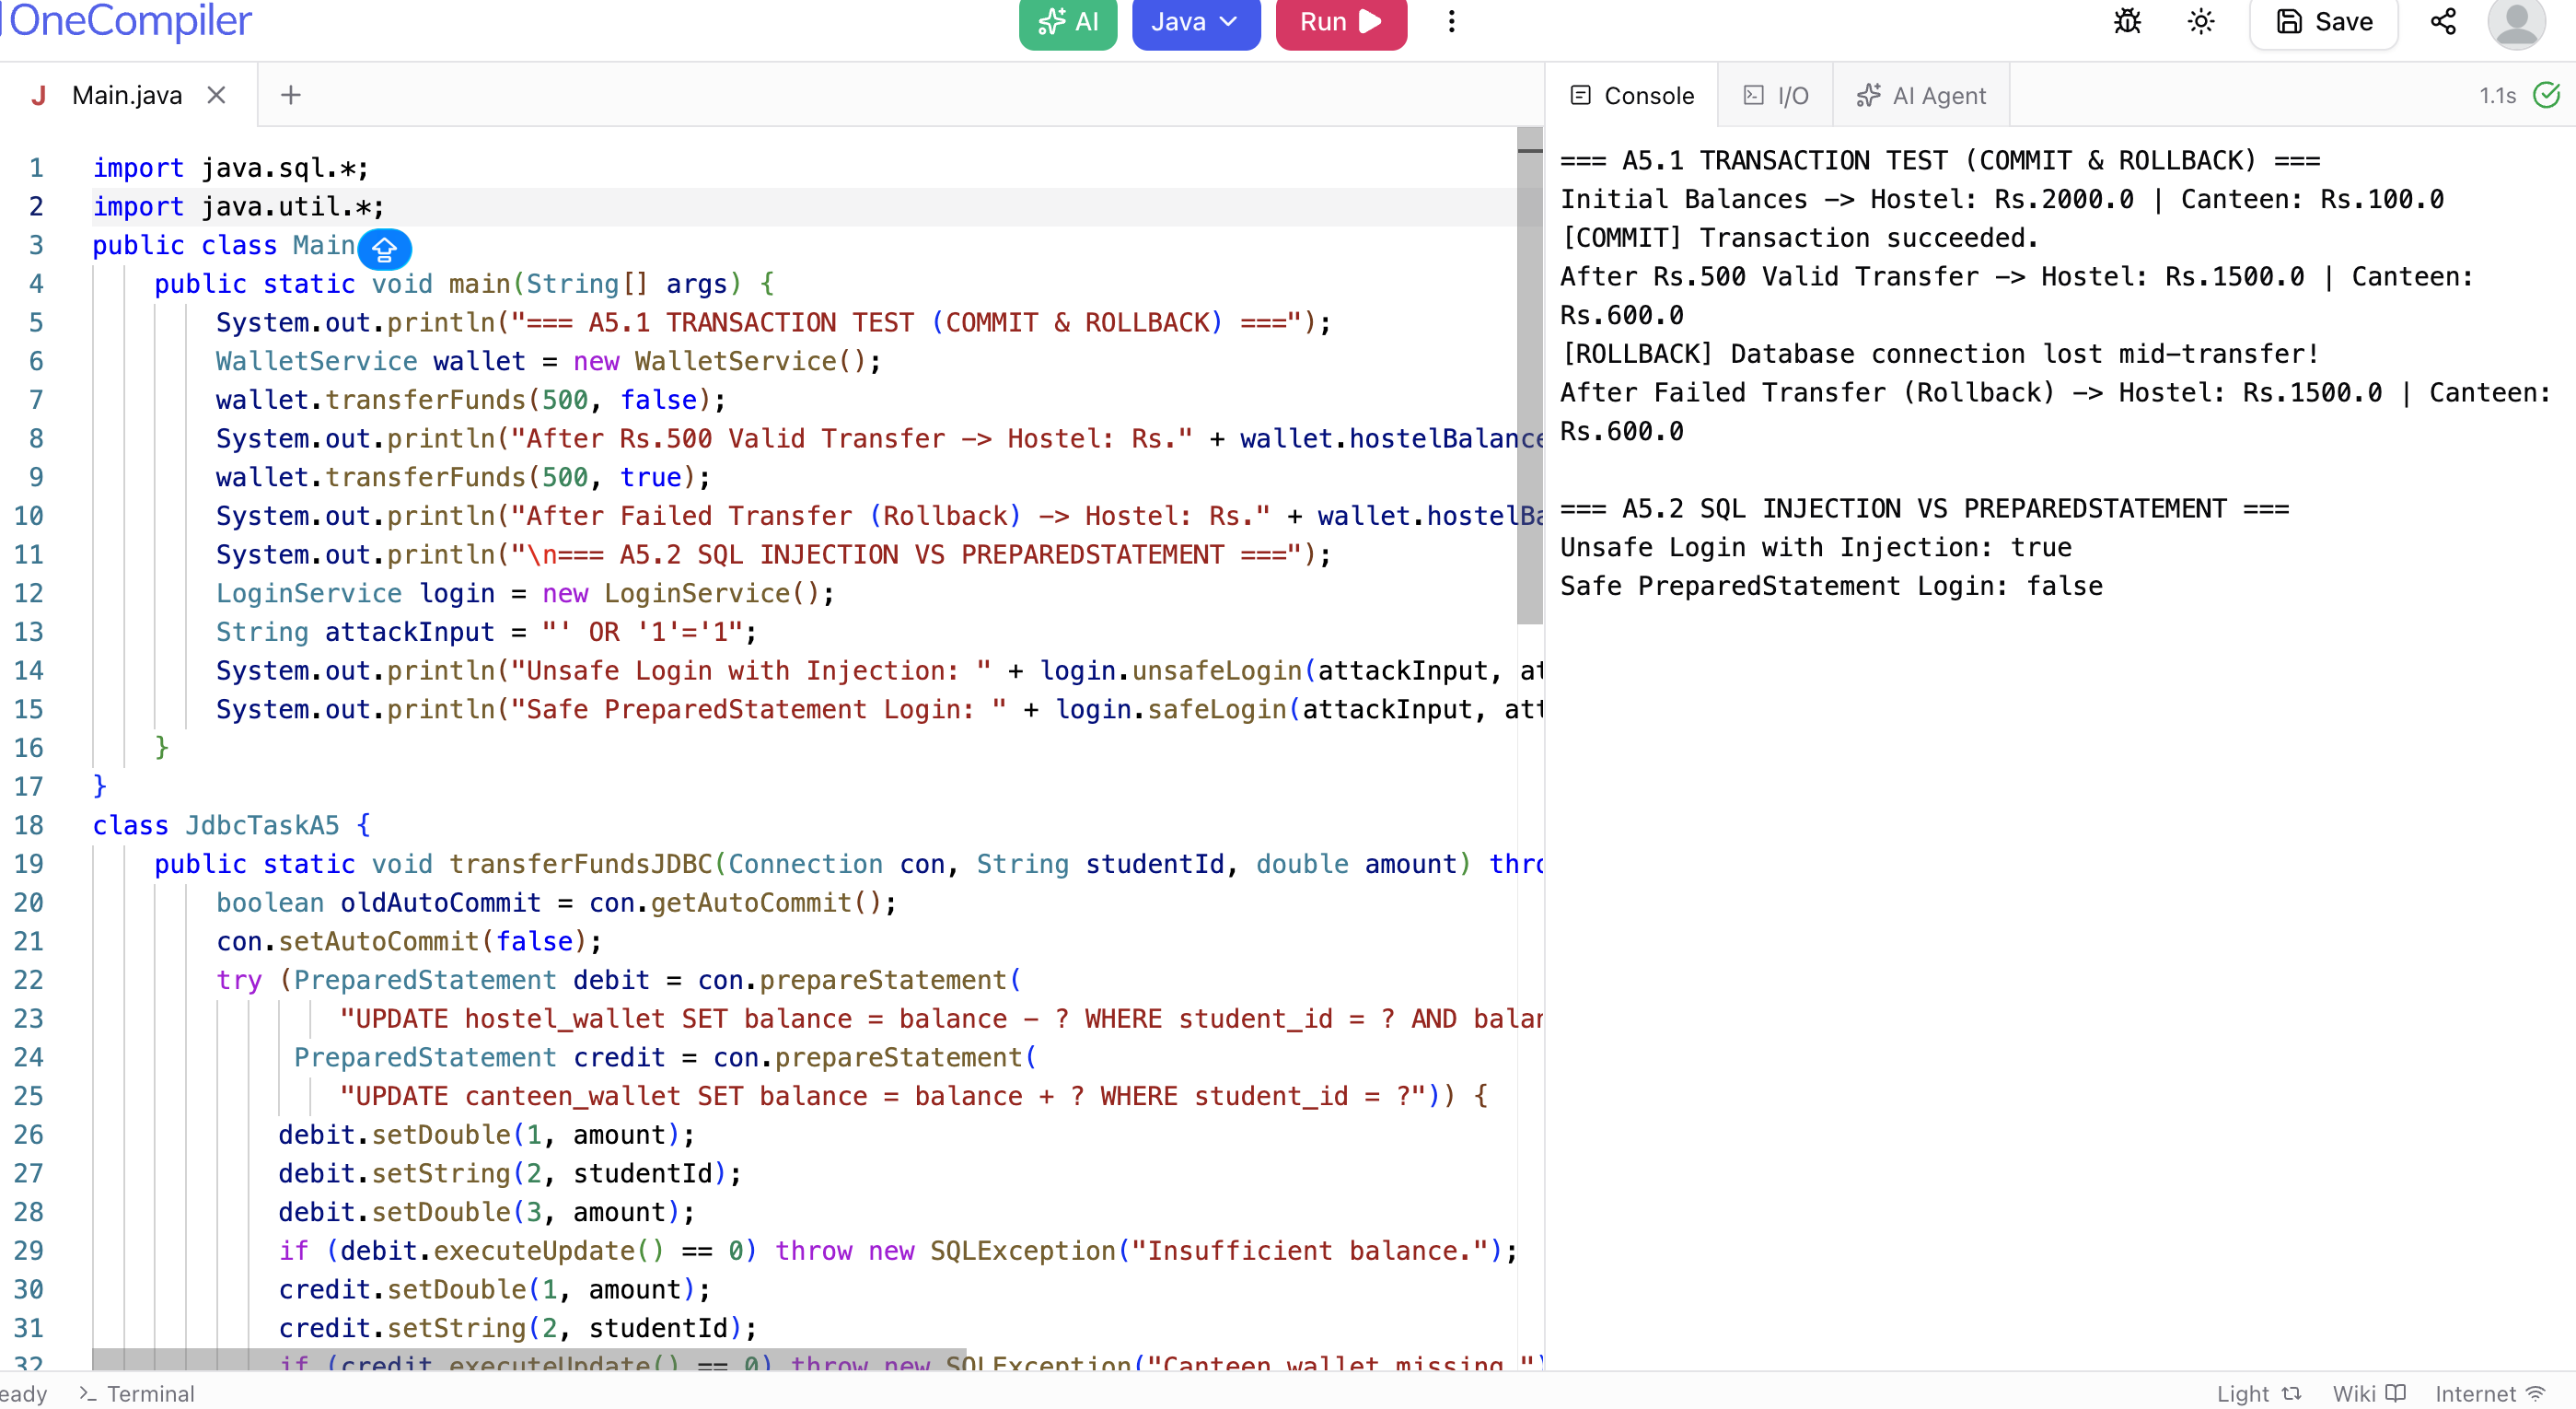 OneCompiler
AI
Java
Run
Save
J Main.java
Console
I/O
AI Agent
1.1s
1 import java.sql.*;
2 import java.util.*;
3 public class Main
4 public static void main(String[] args) {
5 System.out.println("=== A5.1 TRANSACTION TEST (COMMIT & ROLLBACK) ===");
6 WalletService wallet = new WalletService();
7 wallet.transferFunds(500, false);
8 System.out.println("After Rs.500 Valid Transfer -> Hostel: Rs." + wallet.hostelBalance
9 wallet.transferFunds(500, true);
10 System.out.println("After Failed Transfer (Rollback) -> Hostel: Rs." + wallet.hostelBa
11 System.out.println("\n=== A5.2 SQL INJECTION VS PREPAREDSTATEMENT ===");
12 LoginService login = new LoginService();
13 String attackInput = "' OR '1'='1";
14 System.out.println("Unsafe Login with Injection: " + login.unsafeLogin(attackInput, at
15 System.out.println("Safe PreparedStatement Login: " + login.safeLogin(attackInput, att
16 }
17 }
18 class JdbcTaskA5 {
19 public static void transferFundsJDBC(Connection con, String studentId, double amount) thro
20 boolean oldAutoCommit = con.getAutoCommit();
21 con.setAutoCommit(false);
22 try (PreparedStatement debit = con.prepareStatement(
23 "UPDATE hostel_wallet SET balance = balance - ? WHERE student_id = ? AND balan
24 PreparedStatement credit = con.prepareStatement(
25 "UPDATE canteen_wallet SET balance = balance + ? WHERE student_id = ?")) {
26 debit.setDouble(1, amount);
27 debit.setString(2, studentId);
28 debit.setDouble(3, amount);
29 if (debit.executeUpdate() == 0) throw new SQLException("Insufficient balance.");
30 credit.setDouble(1, amount);
31 credit.setString(2, studentId);
32 if (credit.executeUpdate() == 0) throw new SQLException("Canteen wallet missing.")
=== A5.1 TRANSACTION TEST (COMMIT & ROLLBACK) ===
Initial Balances -> Hostel: Rs.2000.0 | Canteen: Rs.100.0
[COMMIT] Transaction succeeded.
After Rs.500 Valid Transfer -> Hostel: Rs.1500.0 | Canteen:
Rs.600.0
[ROLLBACK] Database connection lost mid-transfer!
After Failed Transfer (Rollback) -> Hostel: Rs.1500.0 | Canteen:
Rs.600.0
=== A5.2 SQL INJECTION VS PREPAREDSTATEMENT ===
Unsafe Login with Injection: true
Safe PreparedStatement Login: false
eady
Terminal
Light
Wiki
Internet